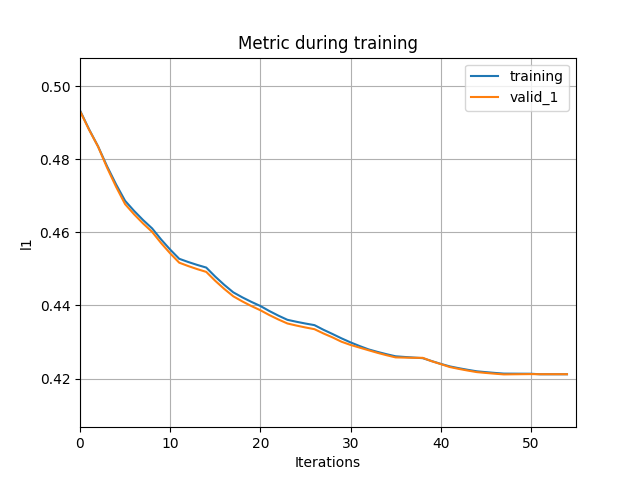 Metric during training
training
valid_1
0.50
0.48
0.46
0.44
0.42
l1
0 10 20 30 40 50
Iterations